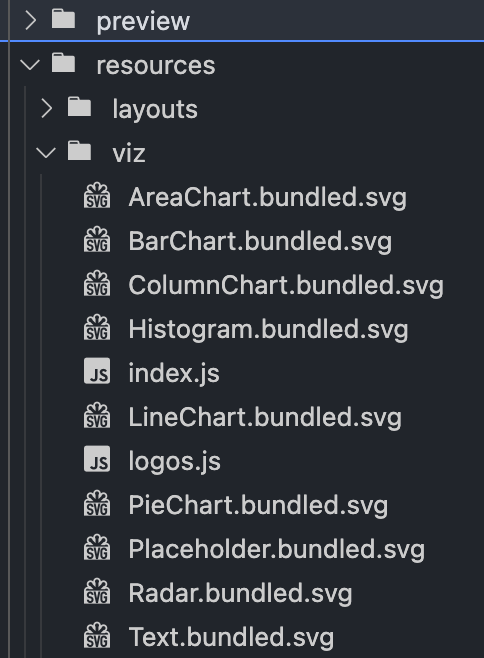 preview
resources
layouts
viz
SVG AreaChart.bundled.svg
SVG BarChart.bundled.svg
SVG ColumnChart.bundled.svg
SVG Histogram.bundled.svg
JS index.js
SVG LineChart.bundled.svg
JS logos.js
SVG PieChart.bundled.svg
SVG Placeholder.bundled.svg
SVG Radar.bundled.svg
SVG Text.bundled.svg